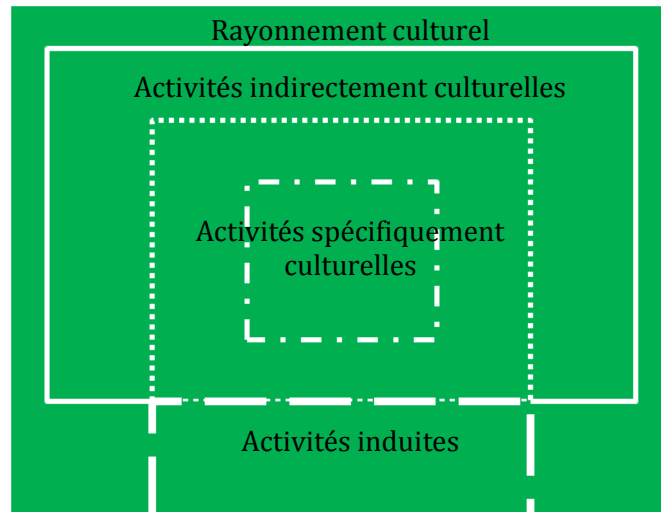 Rayonnement culturel
Activités indirectement culturelles
Activités spécifiquement
culturelles
Activités induites